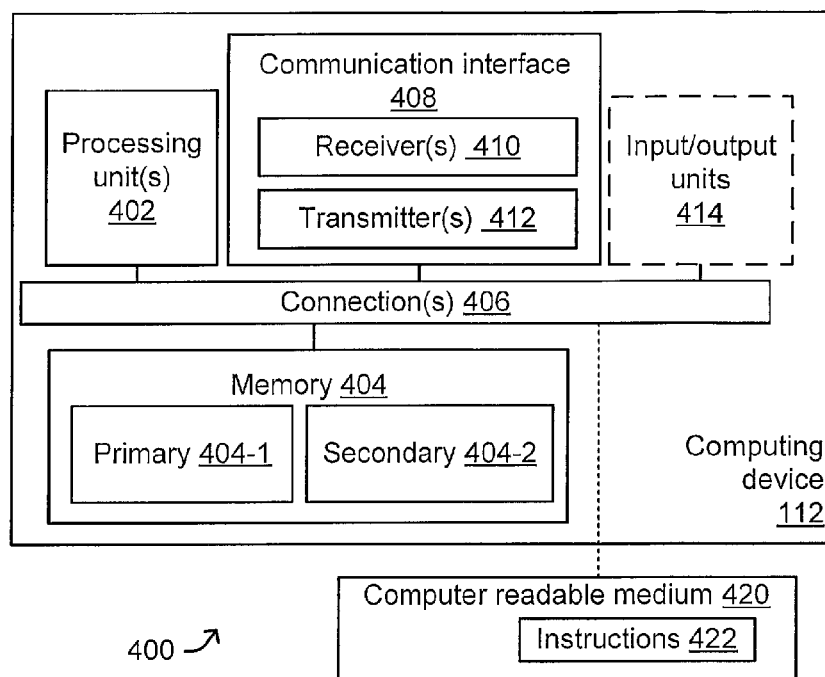 Processing
unit(s)
402
Communication interface
408
Receiver(s) 410
Transmitter(s) 412
Input/output
units
414
Connection(s) 406
Memory 404
Primary 404-1
Secondary 404-2
Computing
device
112
Computer readable medium 420
Instructions 422
400